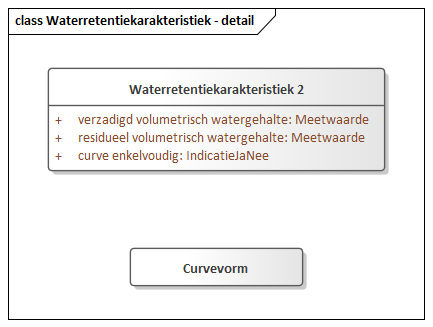 class Waterretentiekarakteristiek - detail
Waterretentiekarakteristiek 2
+ verzadigd volumetrisch watergehalte: Meetwaarde
+ residueel volumetrisch watergehalte: Meetwaarde
+ curve enkelvoudig: IndicatieJaNee
Curvevorm